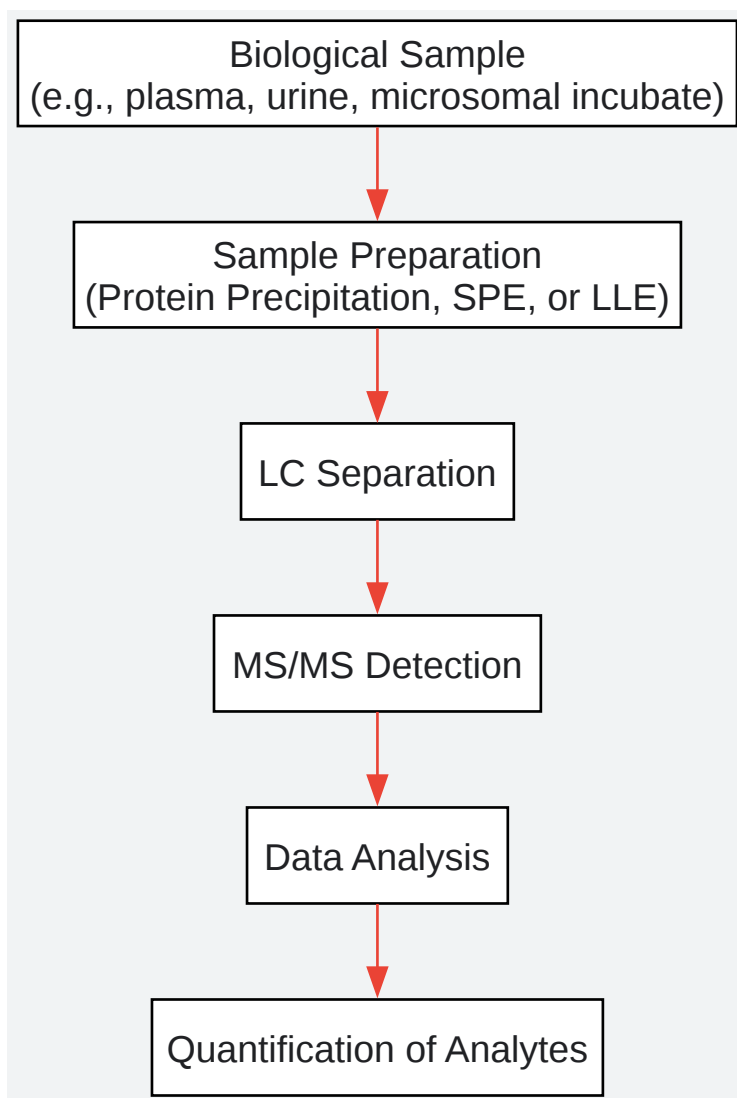 Biological Sample
(e.g., plasma, urine, microsomal incubate)
Sample Preparation
(Protein Precipitation, SPE, or LLE)
LC Separation
MS/MS Detection
Data Analysis
Quantification of Analytes